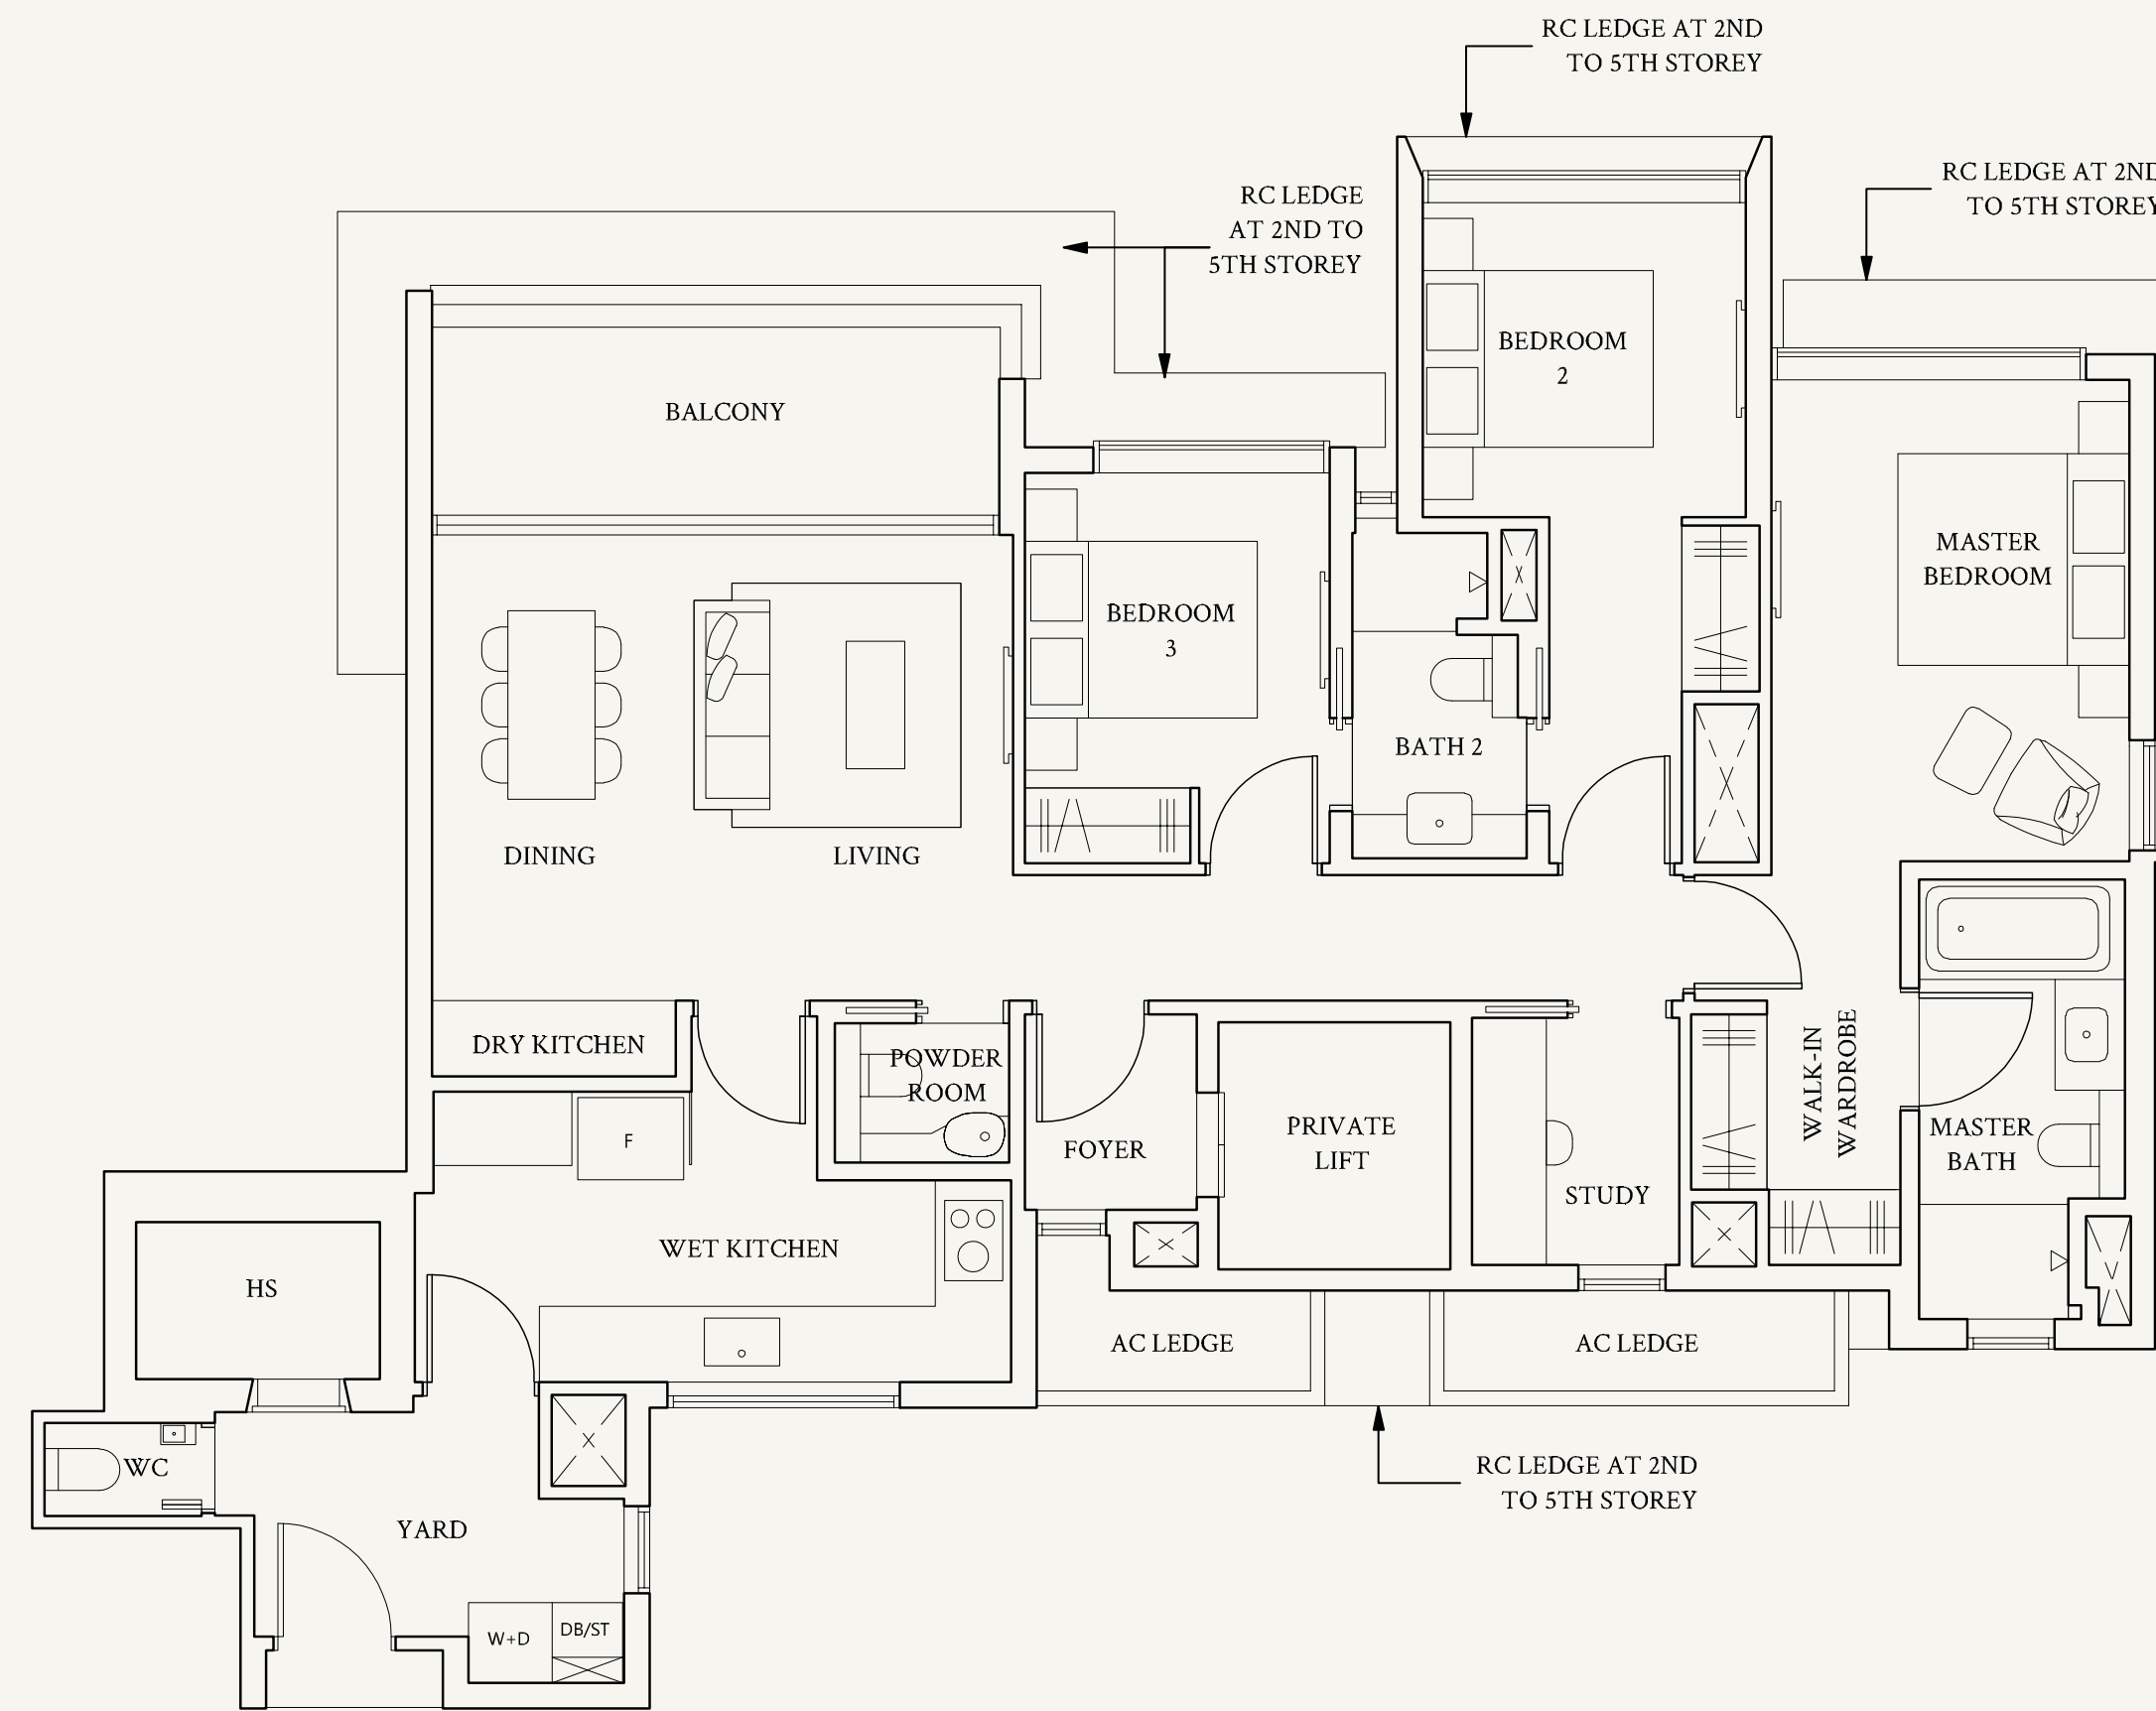 RC LEDGE AT 2ND
TO 5TH STOREY
RC LEDGE AT 2ND
TO 5TH STOREY
RC LEDGE
AT 2ND TO
5TH STOREY
BEDROOM
2
BALCONY
MASTER
BEDROOM
BEDROOM
3
BATH 2
DINING
LIVING
DRY KITCHEN
POWDER
ROOM
F
FOYER
PRIVATE
LIFT
STUDY
WALK-IN
WARDROBE
MASTER
BATH
WET KITCHEN
HS
AC LEDGE
AC LEDGE
WC
RC LEDGE AT 2ND
TO 5TH STOREY
YARD
W+D
DB/ST